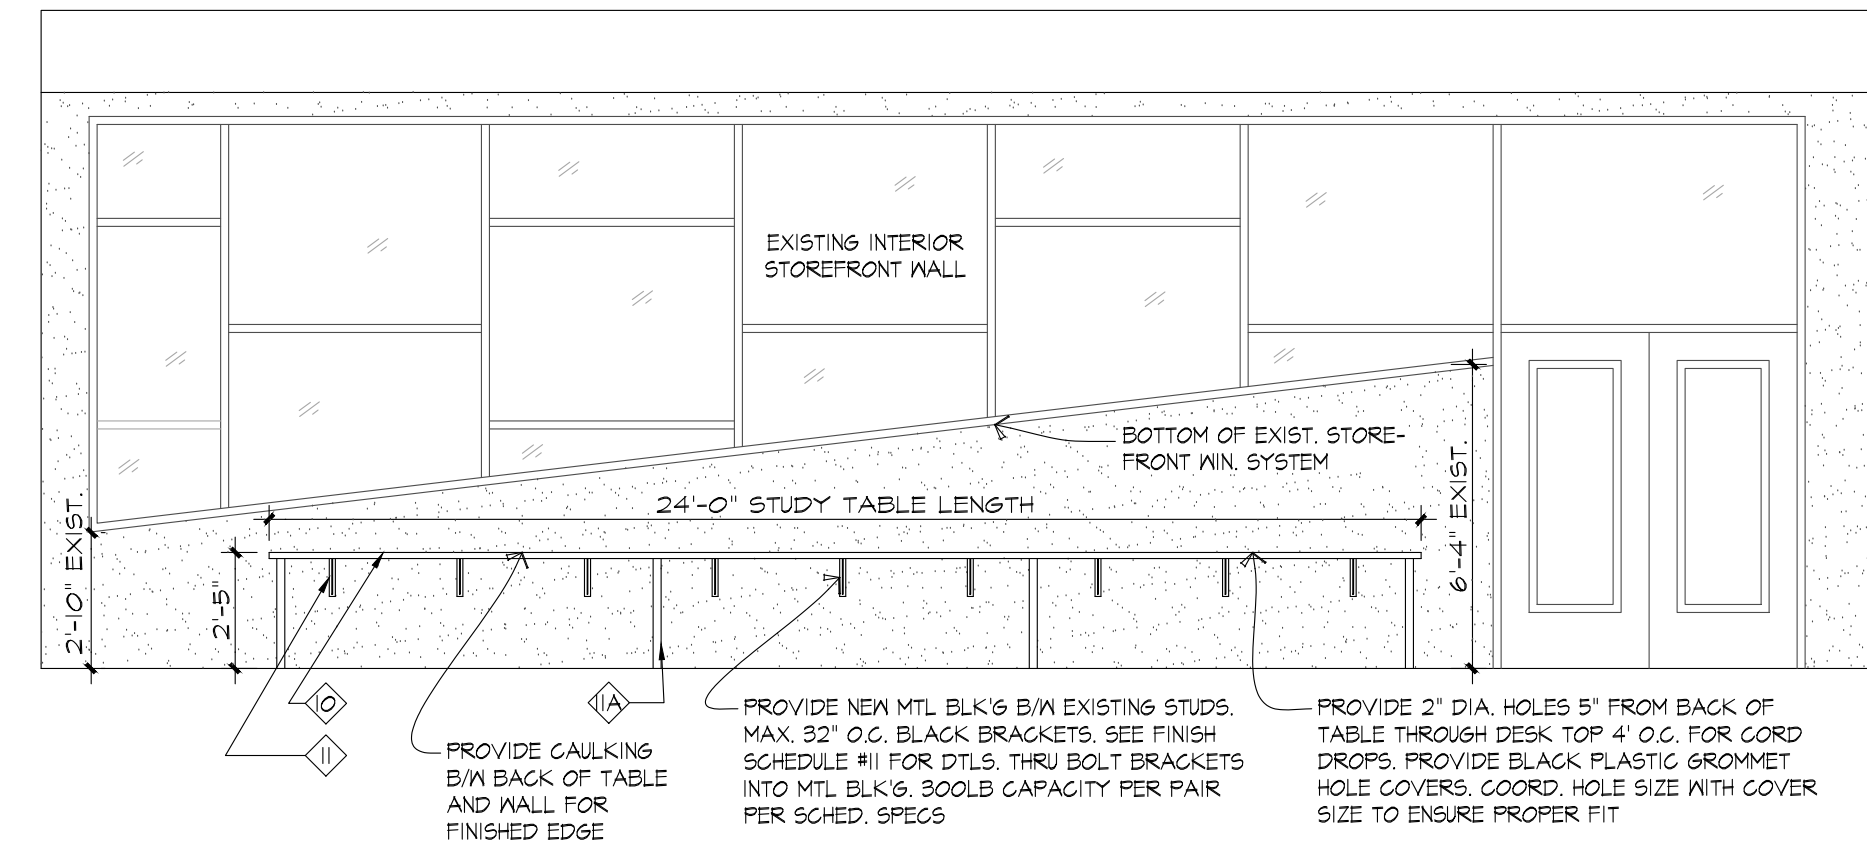 EXISTING INTERIOR
STOREFRONT WALL
BOTTOM OF EXIST. STORE-
FRONT WIN. SYSTEM
24'-0" STUDY TABLE LENGTH
2'-10" EXIST.
2'-5"
6'-4" EXIST.
10
11
11A
PROVIDE CAULKING
B/W BACK OF TABLE
AND WALL FOR
FINISHED EDGE
PROVIDE NEW MTL BLK'G B/W EXISTING STUDS.
MAX. 32" O.C. BLACK BRACKETS. SEE FINISH
SCHEDULE #11 FOR DTLS. THRU BOLT BRACKETS
INTO MTL BLK'G. 300LB CAPACITY PER PAIR
PER SCHED. SPECS
PROVIDE 2" DIA. HOLES 5" FROM BACK OF
TABLE THROUGH DESK TOP 4' O.C. FOR CORD
DROPS. PROVIDE BLACK PLASTIC GROMMET
HOLE COVERS. COORD. HOLE SIZE WITH COVER
SIZE TO ENSURE PROPER FIT